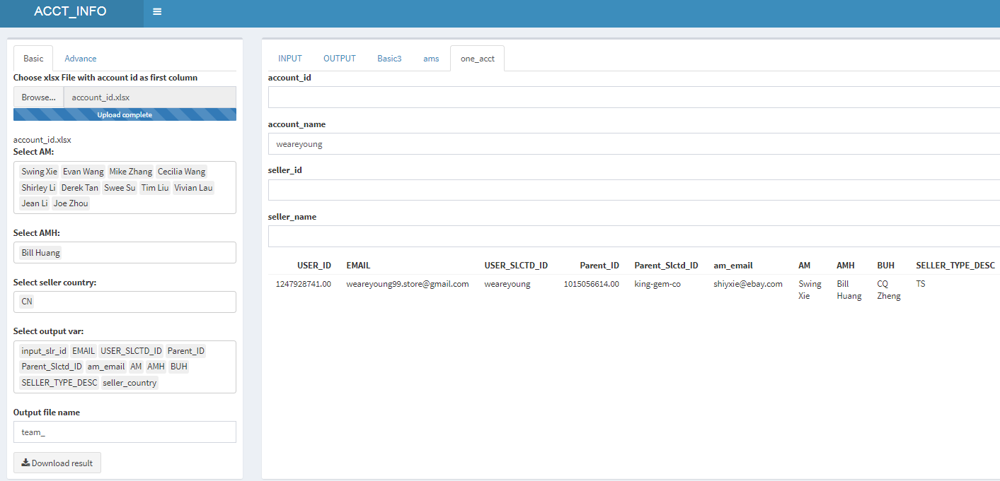 ACCT_INFO
Basic Advance
Choose xlsx File with account id as first column
Browse... account_id.xlsx
Upload complete
account_id.xlsx
Select AM:
Swing Xie Evan Wang Mike Zhang Cecilia Wang
Shirley Li Derek Tan Swee Su Tim Liu Vivian Lau
Jean Li Joe Zhou
Select AMH:
Bill Huang
Select seller country:
CN
Select output var:
input_slr_id EMAIL USER_SLCTD_ID Parent_ID
Parent_Slctd_ID am_email AM AMH BUH
SELLER_TYPE_DESC seller_country
Output file name
team_
Download result
INPUT OUTPUT Basic3 ams one_acct
account_id
account_name
weareyoung
seller_id
seller_name
USER_ID EMAIL USER_SLCTD_ID Parent_ID Parent_Slctd_ID am_email AM AMH BUH SELLER_TYPE_DESC
1247928741.00 weareyoung99.store@gmail.com weareyoung 1015056614.00 king-gem-co shiyxie@ebay.com Swing Bill CQ TS
Xie Huang Zheng